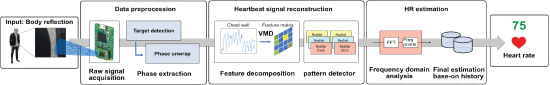 Input: Body reflection
Data preprocession
Raw signal
acquisition
Target detection
Phase unwrap
Phase extraction
Heartbeat signal reconstruction
Chest wall
Feature matrix
VMD
Feature decomposition
pattern detector
HR estimation
FFT
Freq
points
Frequency domain
analysis
Final estimation
base-on history
75
Heart rate